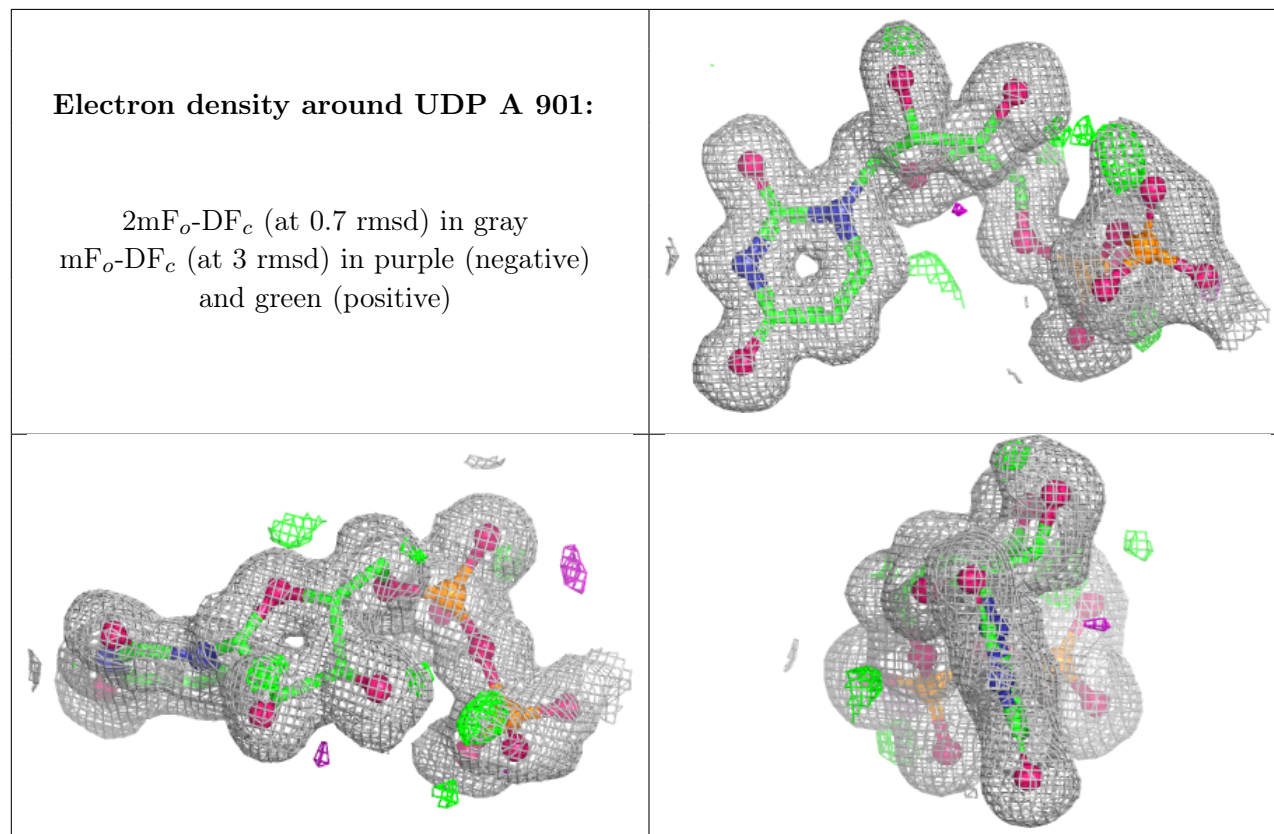 Electron density around UDP A 901:
2mFₒ-DF𝒸 (at 0.7 rmsd) in gray
mFₒ-DF𝒸 (at 3 rmsd) in purple (negative)
and green (positive)